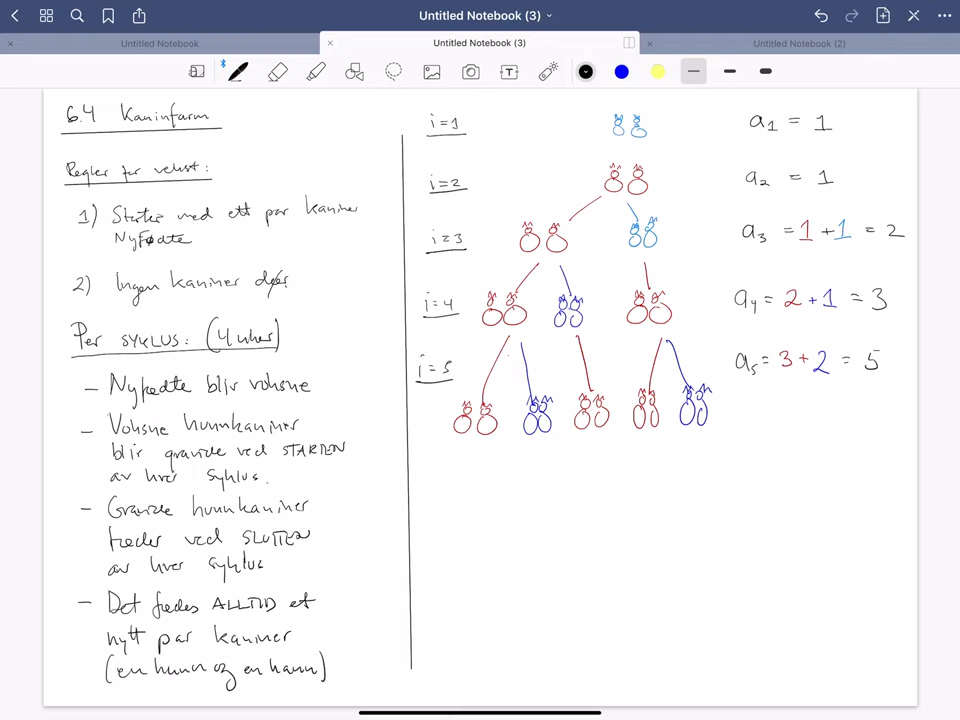 Untitled Notebook (3)
Untitled Notebook
Untitled Notebook (3)
Untitled Notebook (2)
6.4 Kaninfarm
Regler for vekst:
1) Starter med ett par kaniner
Nyfødte
2) Ingen kaniner dør
Per SYKLUS: (4 uker)
- Nyfødte blir voksne
- Voksne hunnkaniner
blir gravide ved STARTEN
av hver syklus.
- Gravide hunnkaniner
føder ved SLUTTEN
av hver syklus
- Det fødes ALLTID et
nytt par kaniner
(en hunn og en hann)
i=1
i=2
i=3
i=4
i=5
a1 = 1
a2 = 1
a3 = 1 + 1 = 2
a4 = 2 + 1 = 3
a5 = 3 + 2 = 5